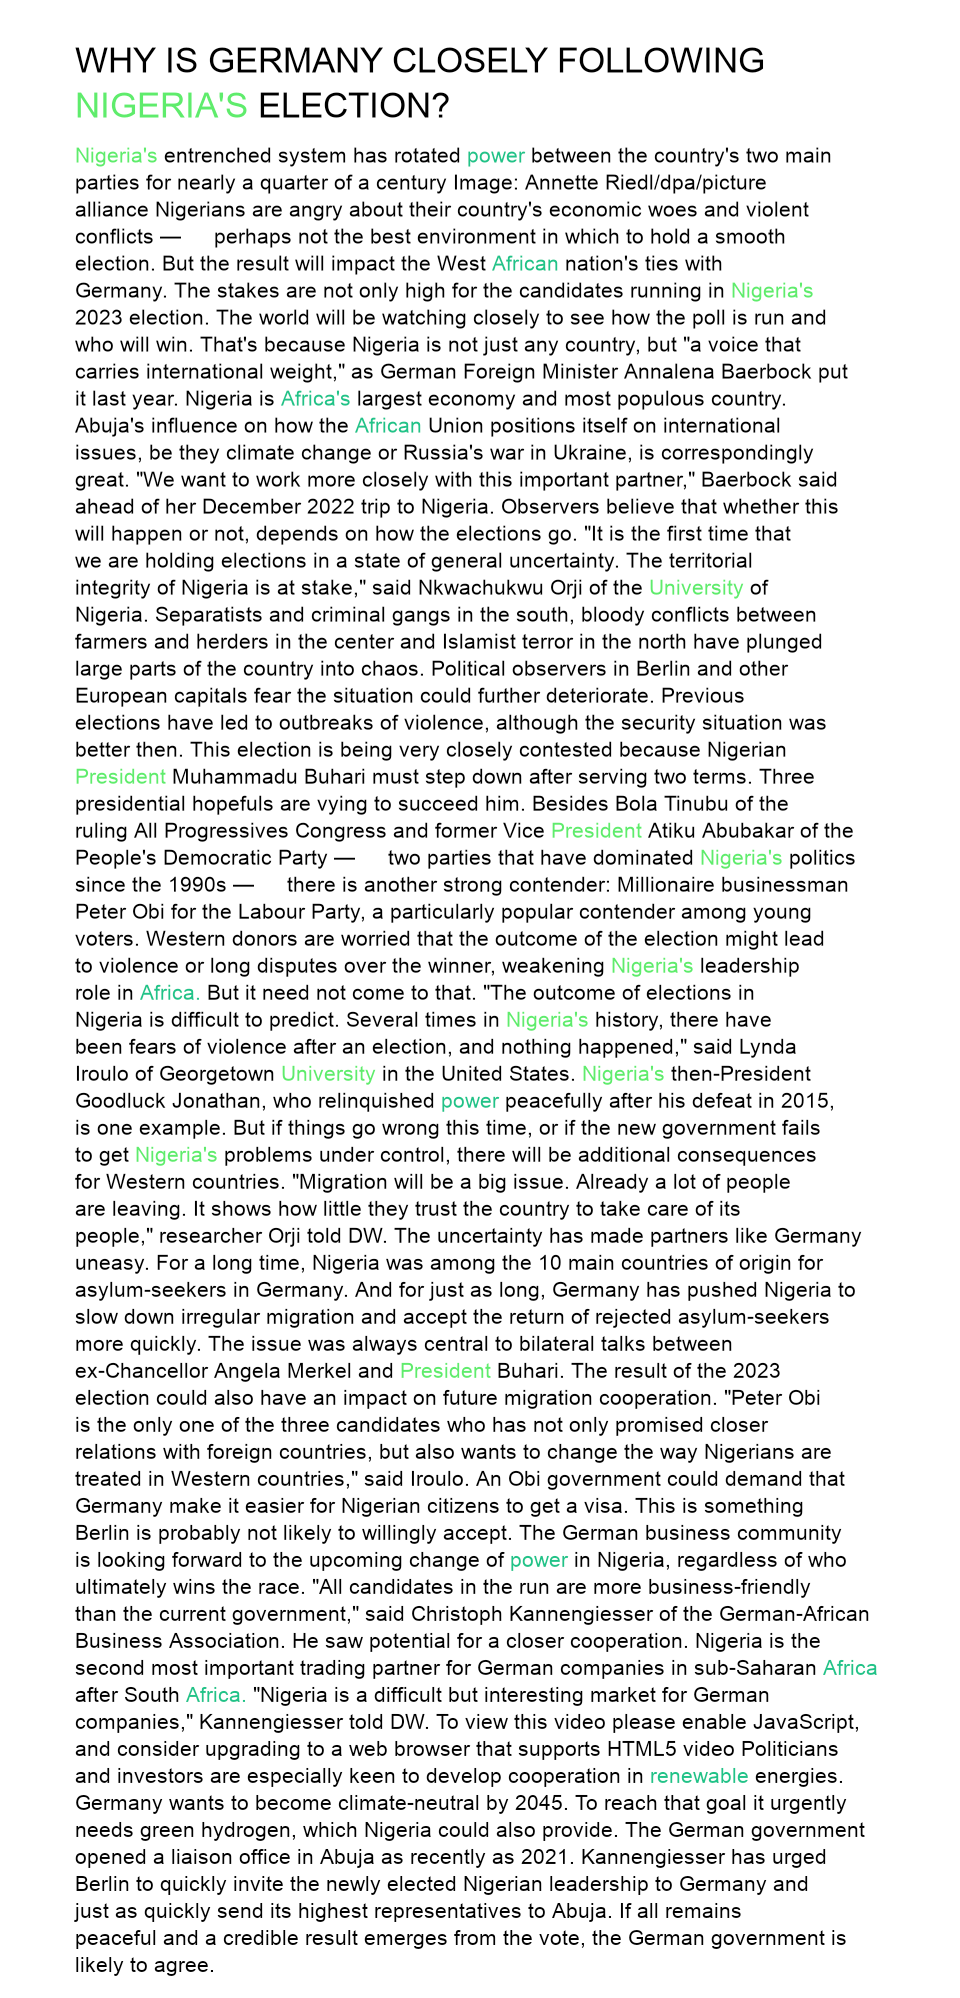 WHY IS GERMANY CLOSELY FOLLOWING
NIGERIA'S ELECTION?
Nigeria's entrenched system has rotated power between the country's two main
parties for nearly a quarter of a century Image: Annette Riedl/dpa/picture
alliance Nigerians are angry about their country's economic woes and violent
conflicts — perhaps not the best environment in which to hold a smooth
election. But the result will impact the West African nation's ties with
Germany. The stakes are not only high for the candidates running in Nigeria's
2023 election. The world will be watching closely to see how the poll is run and
who will win. That's because Nigeria is not just any country, but "a voice that
carries international weight," as German Foreign Minister Annalena Baerbock put
it last year. Nigeria is Africa's largest economy and most populous country.
Abuja's influence on how the African Union positions itself on international
issues, be they climate change or Russia's war in Ukraine, is correspondingly
great. "We want to work more closely with this important partner," Baerbock said
ahead of her December 2022 trip to Nigeria. Observers believe that whether this
will happen or not, depends on how the elections go. "It is the first time that
we are holding elections in a state of general uncertainty. The territorial
integrity of Nigeria is at stake," said Nkwachukwu Orji of the University of
Nigeria. Separatists and criminal gangs in the south, bloody conflicts between
farmers and herders in the center and Islamist terror in the north have plunged
large parts of the country into chaos. Political observers in Berlin and other
European capitals fear the situation could further deteriorate. Previous
elections have led to outbreaks of violence, although the security situation was
better then. This election is being very closely contested because Nigerian
President Muhammadu Buhari must step down after serving two terms. Three
presidential hopefuls are vying to succeed him. Besides Bola Tinubu of the
ruling All Progressives Congress and former Vice President Atiku Abubakar of the
People's Democratic Party — two parties that have dominated Nigeria's politics
since the 1990s — there is another strong contender: Millionaire businessman
Peter Obi for the Labour Party, a particularly popular contender among young
voters. Western donors are worried that the outcome of the election might lead
to violence or long disputes over the winner, weakening Nigeria's leadership
role in Africa. But it need not come to that. "The outcome of elections in
Nigeria is difficult to predict. Several times in Nigeria's history, there have
been fears of violence after an election, and nothing happened," said Lynda
Iroulo of Georgetown University in the United States. Nigeria's then-President
Goodluck Jonathan, who relinquished power peacefully after his defeat in 2015,
is one example. But if things go wrong this time, or if the new government fails
to get Nigeria's problems under control, there will be additional consequences
for Western countries. "Migration will be a big issue. Already a lot of people
are leaving. It shows how little they trust the country to take care of its
people," researcher Orji told DW. The uncertainty has made partners like Germany
uneasy. For a long time, Nigeria was among the 10 main countries of origin for
asylum-seekers in Germany. And for just as long, Germany has pushed Nigeria to
slow down irregular migration and accept the return of rejected asylum-seekers
more quickly. The issue was always central to bilateral talks between
ex-Chancellor Angela Merkel and President Buhari. The result of the 2023
election could also have an impact on future migration cooperation. "Peter Obi
is the only one of the three candidates who has not only promised closer
relations with foreign countries, but also wants to change the way Nigerians are
treated in Western countries," said Iroulo. An Obi government could demand that
Germany make it easier for Nigerian citizens to get a visa. This is something
Berlin is probably not likely to willingly accept. The German business community
is looking forward to the upcoming change of power in Nigeria, regardless of who
ultimately wins the race. "All candidates in the run are more business-friendly
than the current government," said Christoph Kannengiesser of the German-African
Business Association. He saw potential for a closer cooperation. Nigeria is the
second most important trading partner for German companies in sub-Saharan Africa
after South Africa. "Nigeria is a difficult but interesting market for German
companies," Kannengiesser told DW. To view this video please enable JavaScript,
and consider upgrading to a web browser that supports HTML5 video Politicians
and investors are especially keen to develop cooperation in renewable energies.
Germany wants to become climate-neutral by 2045. To reach that goal it urgently
needs green hydrogen, which Nigeria could also provide. The German government
opened a liaison office in Abuja as recently as 2021. Kannengiesser has urged
Berlin to quickly invite the newly elected Nigerian leadership to Germany and
just as quickly send its highest representatives to Abuja. If all remains
peaceful and a credible result emerges from the vote, the German government is
likely to agree.